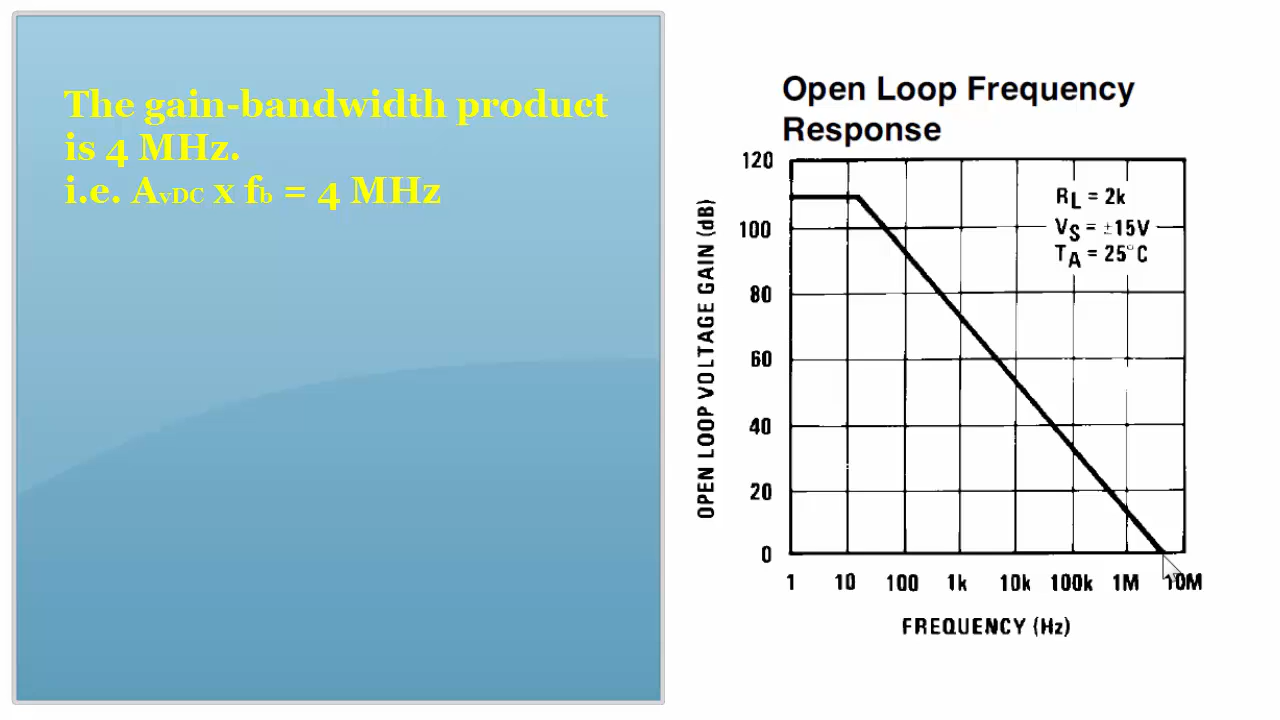 The gain-bandwidth product
is 4 MHz.
i.e. AvDC x fb = 4 MHz
Open Loop Frequency
Response
OPEN LOOP VOLTAGE GAIN (dB)
120
100
80
60
40
20
0
RL = 2k
VS = ±15V
TA = 25°C
1 10 100 1k 10k 100k 1M 10M
FREQUENCY (Hz)